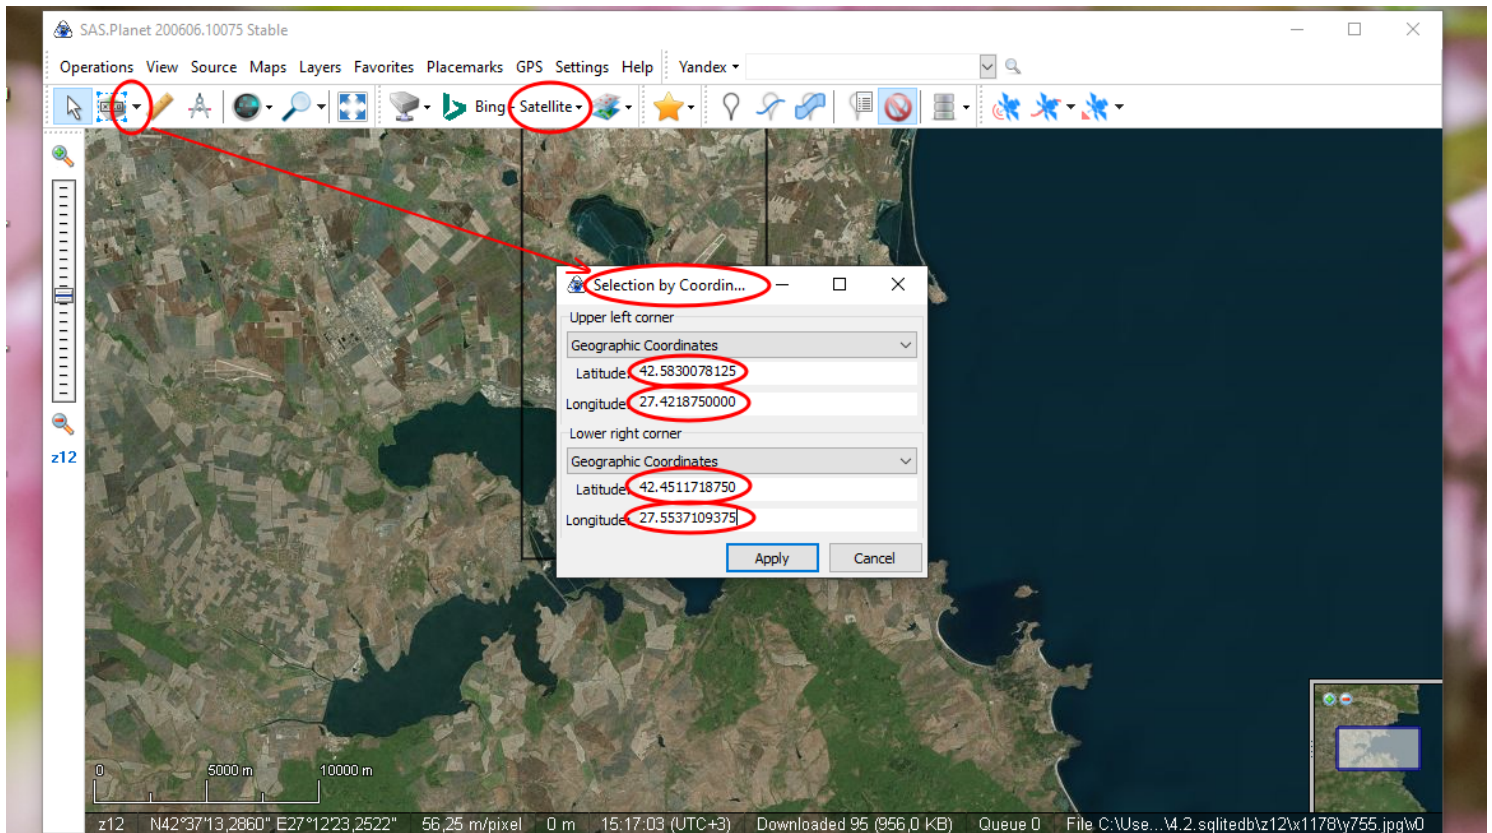 SAS.Planet 200606.10075 Stable
Operations View Source Maps Layers Favorites Placemarks GPS Settings Help Yandex
Bing - Satellite
z12
Selection by Coordin...
Upper left corner
Geographic Coordinates
Latitude: 42.5830078125
Longitude: 27.4218750000
Lower right corner
Geographic Coordinates
Latitude: 42.4511718750
Longitude: 27.5537109375
Apply Cancel
0 5000 m 10000 m
z12 N42°37'13,2860" E27°12'23,2522" 56,25 m/pixel 0 m 15:17:03 (UTC+3) Downloaded 95 (956,0 KB) Queue 0 File C:\Use...\4.2.sqlitedb\z12\x1178\y755.jpg\v0